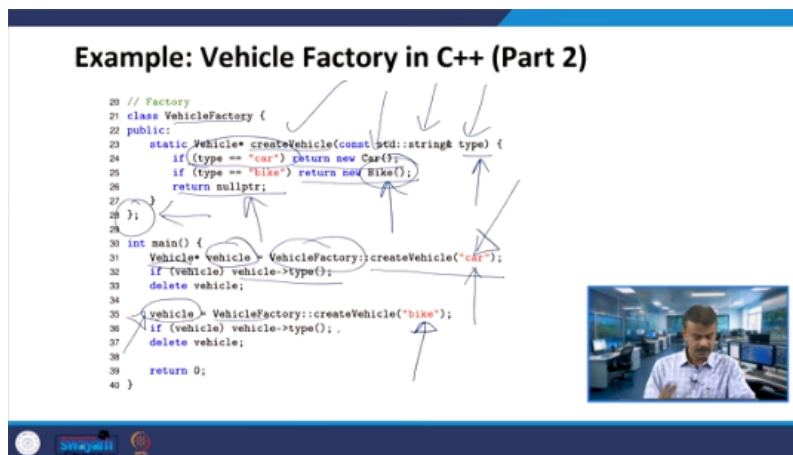 Example: Vehicle Factory in C++ (Part 2)
20 // Factory
21 class VehicleFactory {
22 public:
23 static Vehicle* createVehicle(const std::string& type) {
24 if (type == "car") return new Car();
25 if (type == "bike") return new Bike();
26 return nullptr;
27 }
28 };
29
30 int main() {
31 Vehicle* vehicle = VehicleFactory::createVehicle("car");
32 if (vehicle) vehicle->type();
33 delete vehicle;
34
35 vehicle = VehicleFactory::createVehicle("bike");
36 if (vehicle) vehicle->type();
37 delete vehicle;
38
39 return 0;
40 }
swayam